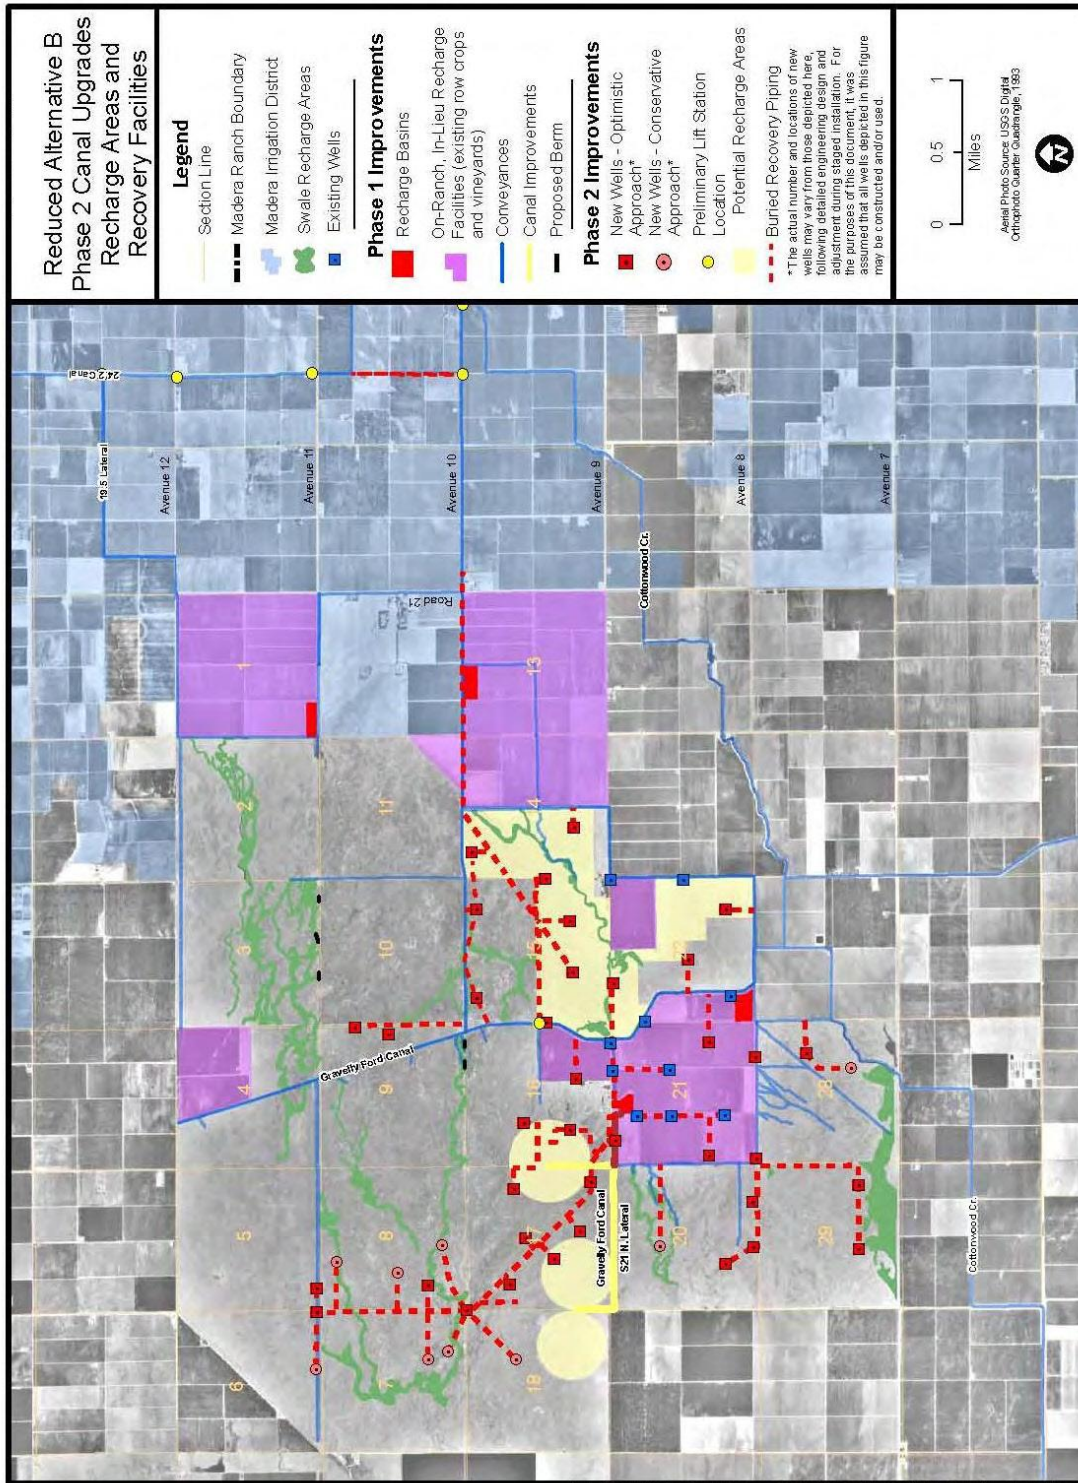 Reduced Alternative B
Phase 2 Canal Upgrades
Recharge Areas and
Recovery Facilities
Legend
Section Line
Madera Ranch Boundary
Madera Irrigation District
Swale Recharge Areas
Existing Wells
Phase 1 Improvements
Recharge Basins
On-Ranch, In-Lieu Recharge
Facilities (existing row crops
and vineyards)
Conveyances
Canal Improvements
Proposed Berm
Phase 2 Improvements
New Wells - Optimistic
Approach*
New Wells - Conservative
Approach*
Preliminary Lift Station
Location
Potential Recharge Areas
Buried Recovery Piping
*The actual number and locations of new
wells may vary from those depicted here,
following detailed engineering design and
adjustment during staged installation. For
the purposes of this document, it was
assumed that all wells depicted in this figure
may be constructed and/or used.
0 0.5 1
Miles
Aerial Photo Source: USGS Digital
Orthophoto Quarter Quadrangle, 1993
N
24.2 Canal
19.5 Lateral
Avenue 12
Avenue 11
Avenue 10
Avenue 9
Avenue 8
Avenue 7
Road 21
Cottonwood Cr.
Gravelly Ford Canal
Gravelly Ford Canal
S21 N. Lateral
Cottonwood Cr.
1
2
3
4
5
6
7
8
9
10
11
13
14
15
16
17
18
20
21
22
28
29